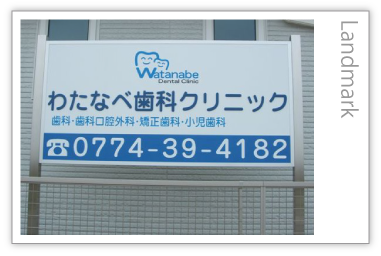 Watanabe
Dental Clinic
わたなべ歯科クリニック
歯科・歯科口腔外科・矯正歯科・小児歯科
☎0774-39-4182
Landmark